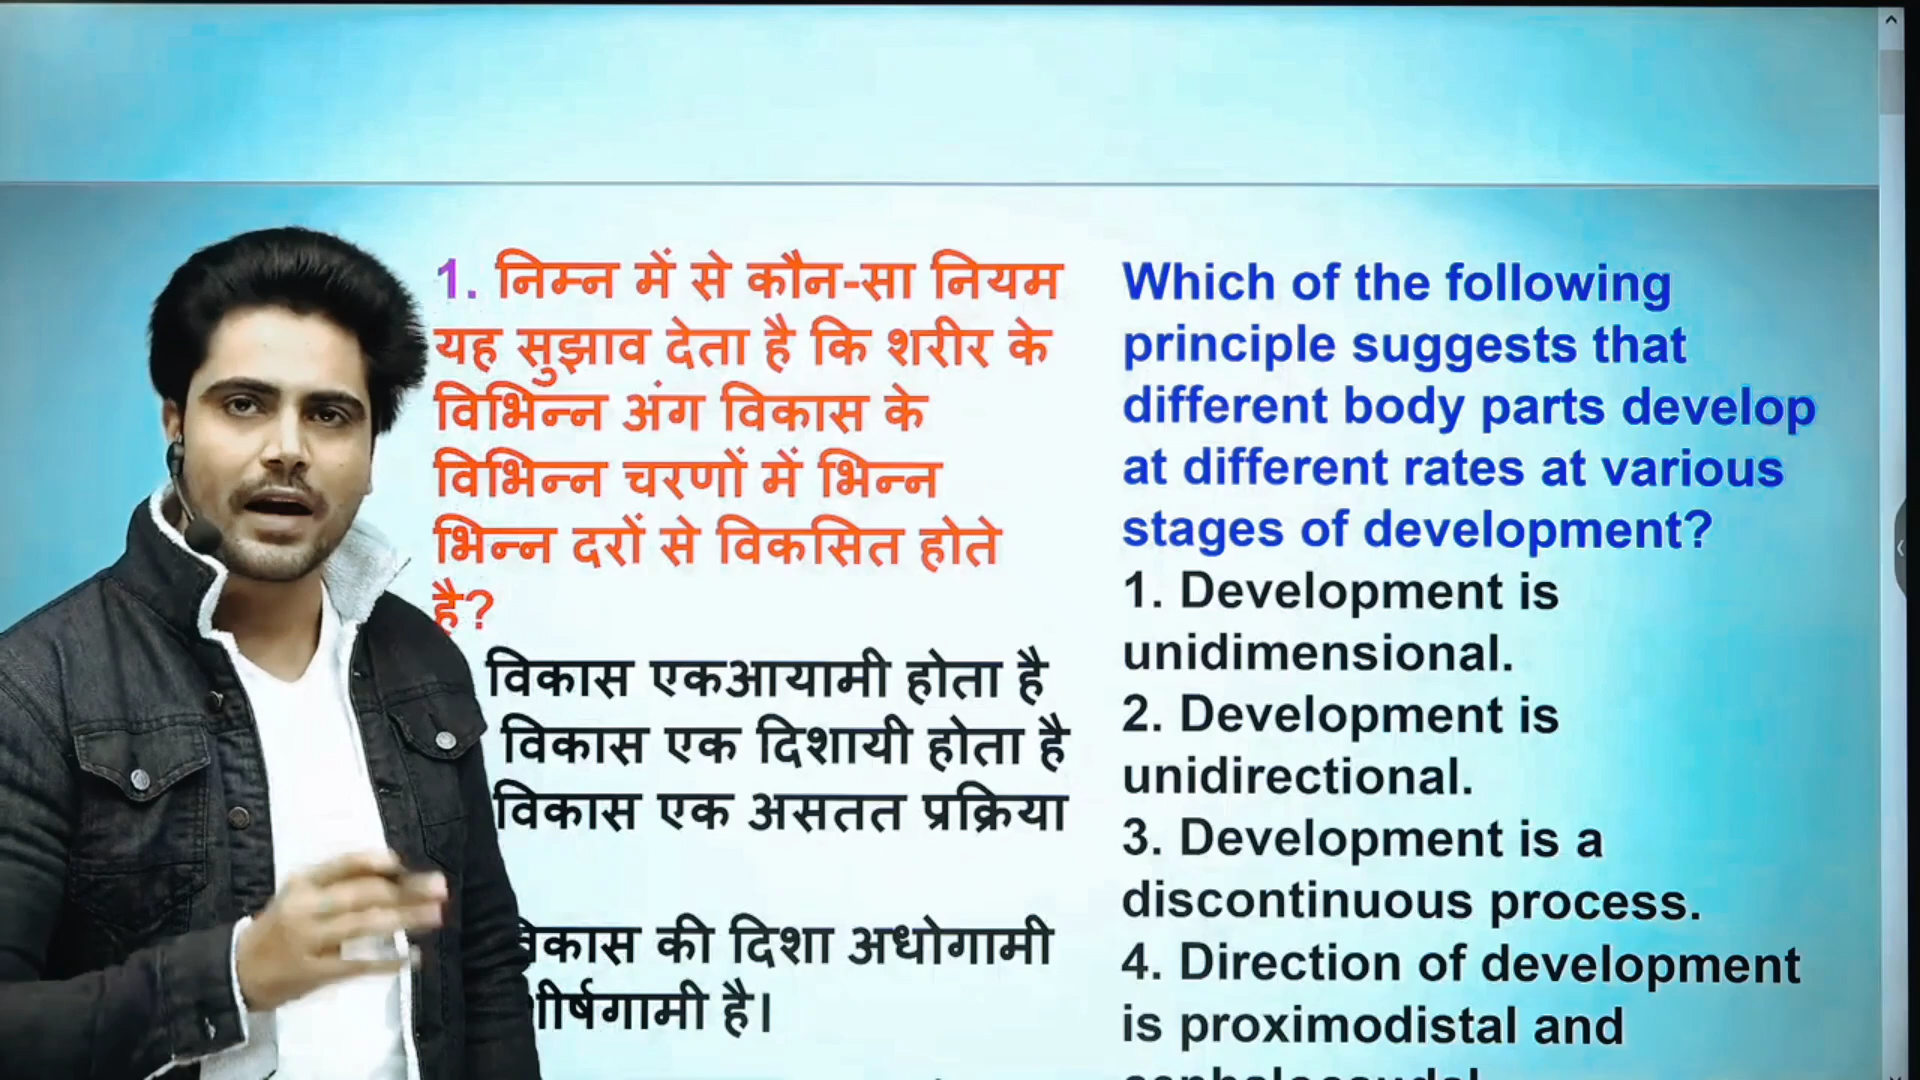 1. निम्न में से कौन-सा नियम
यह सुझाव देता है कि शरीर के
विभिन्न अंग विकास के
विभिन्न चरणों में भिन्न
भिन्न दरों से विकसित होते
है?
विकास एकआयामी होता है
विकास एक दिशायी होता है
विकास एक असतत प्रक्रिया
की दिशा अधोगामी
है।
Which of the following
principle suggests that
different body parts develop
at different rates at various
stages of development?
1. Development is
unidimensional.
2. Development is
unidirectional.
3. Development is a
discontinuous process.
4. Direction of development
is proximodistal and